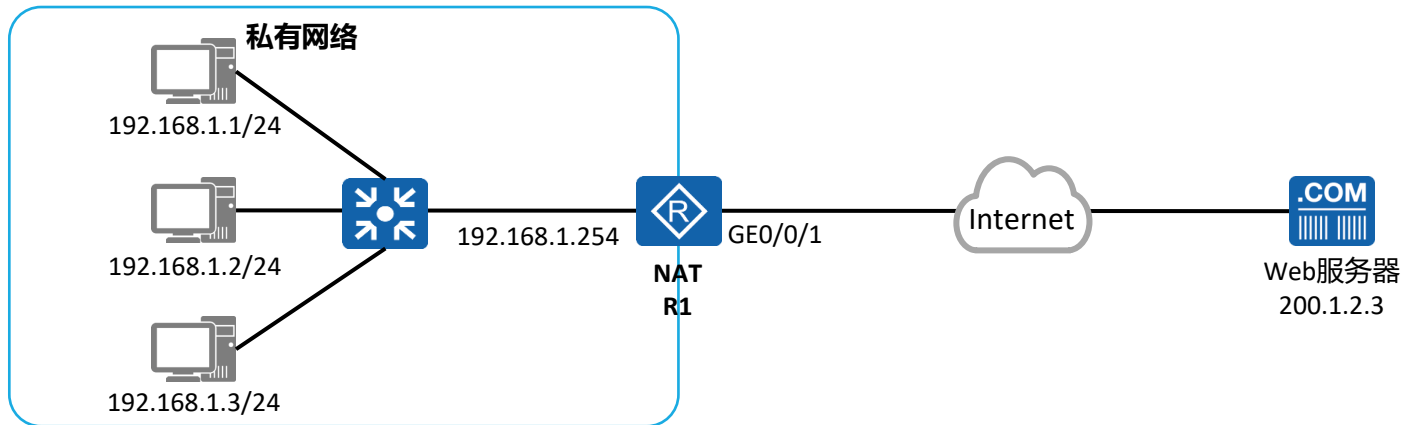 私有网络
192.168.1.1/24
192.168.1.2/24
192.168.1.3/24
192.168.1.254
R
GE0/0/1
NAT
R1
Internet
.COM
Web服务器
200.1.2.3